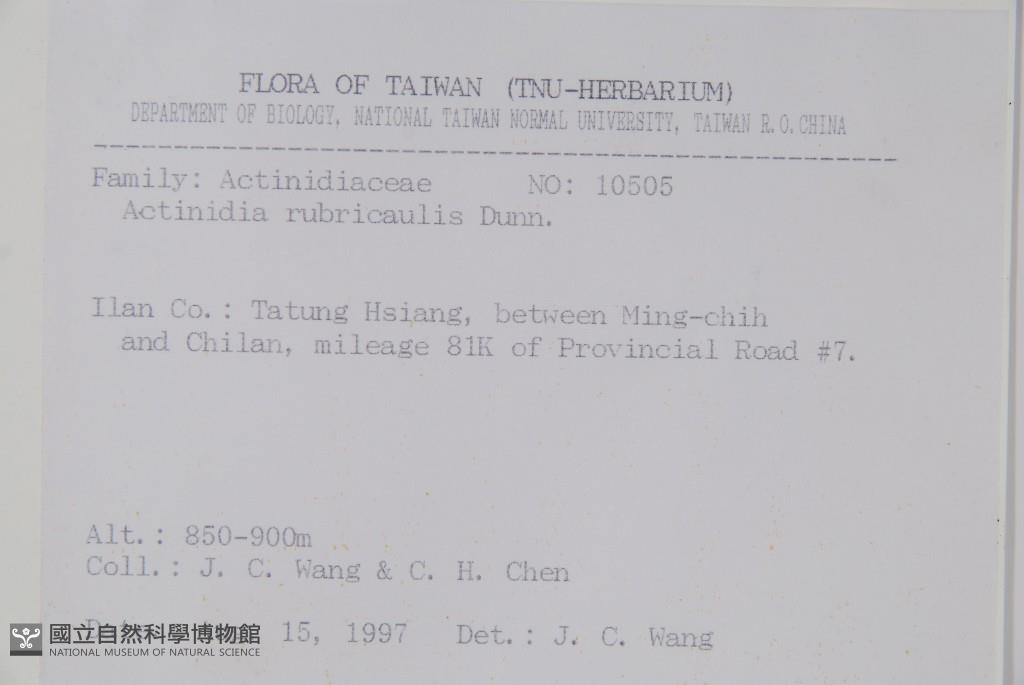 FLORA OF TAIWAN (TNU-HERBARIUM)
DEPARTMENT OF BIOLOGY, NATIONAL TAIWAN NORMAL UNIVERSITY, TAIWAN R.O.CHINA
Family: Actinidiaceae NO: 10505
Actinidia rubricaulis Dunn.
Ilan Co.: Tatung Hsiang, between Ming-chih
and Chilan, mileage 81K of Provincial Road #7.
Alt.: 850-900m
Coll.: J. C. Wang & C. H. Chen
15, 1997 Det.: J. C. Wang
國立自然科學博物館
NATIONAL MUSEUM OF NATURAL SCIENCE